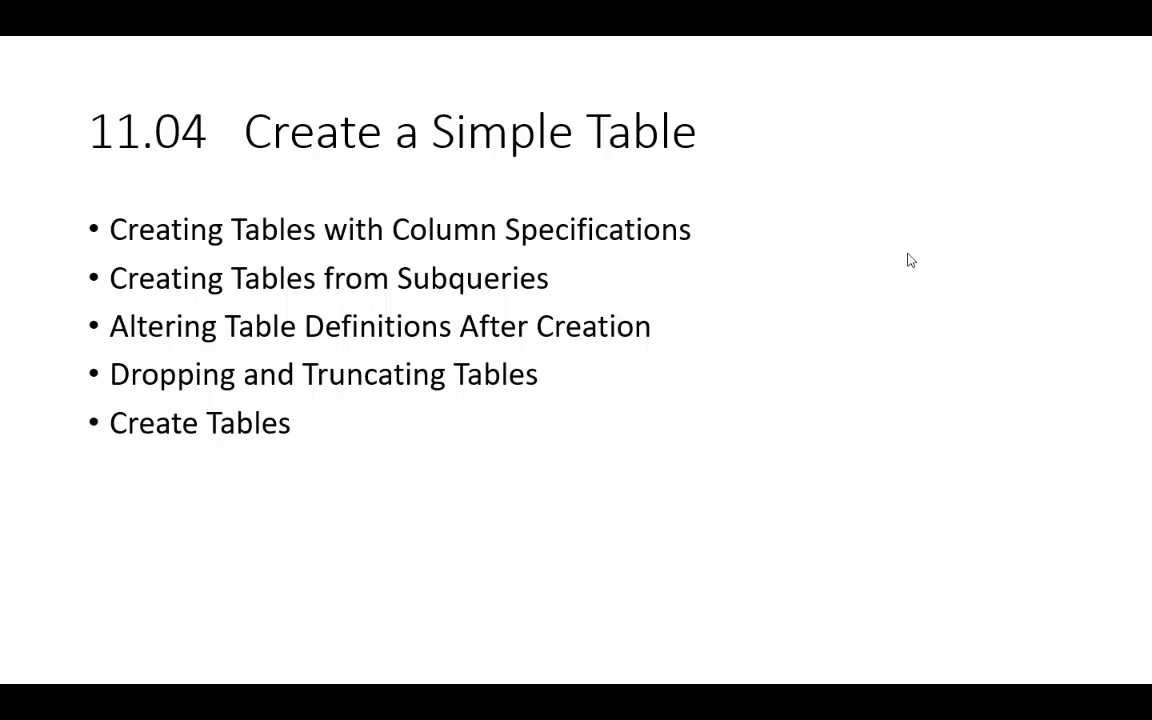 11.04 Create a Simple Table
• Creating Tables with Column Specifications
• Creating Tables from Subqueries
• Altering Table Definitions After Creation
• Dropping and Truncating Tables
• Create Tables